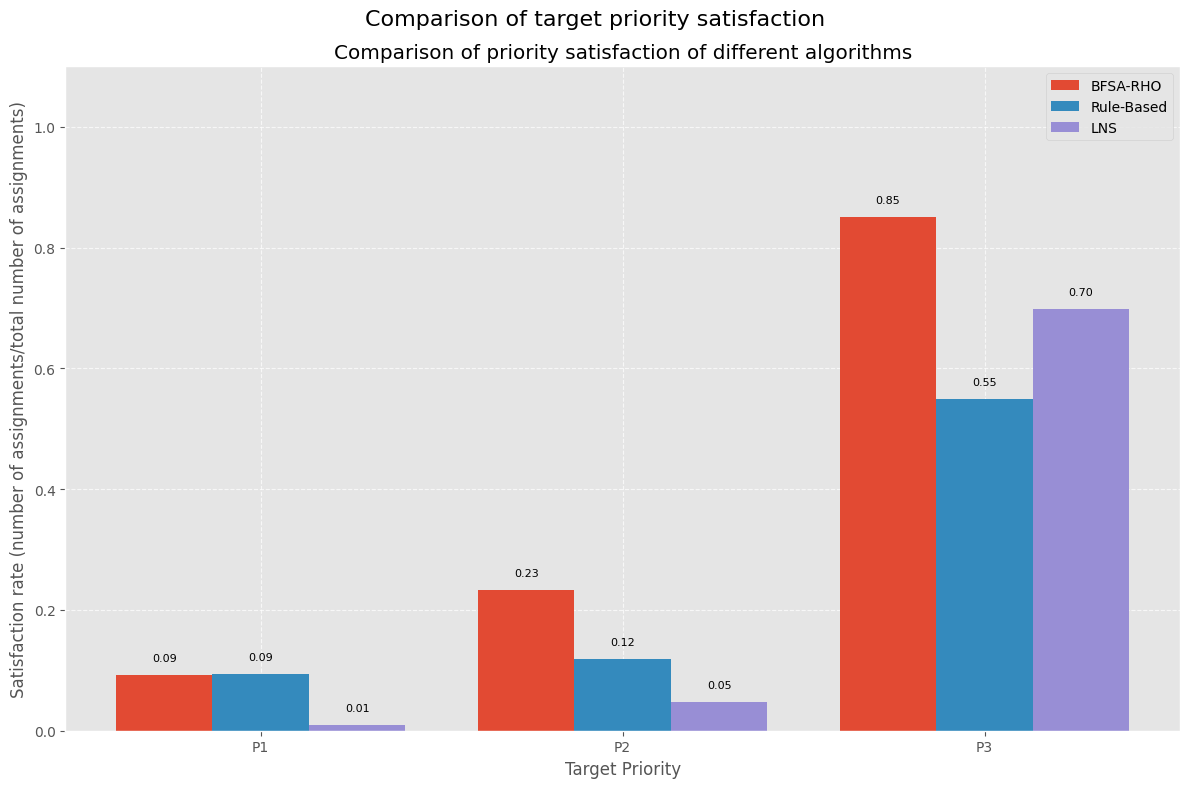 Comparison of target priority satisfaction
Comparison of priority satisfaction of different algorithms
Satisfaction rate (number of assignments/total number of assignments)
1.0
0.8
0.6
0.4
0.2
0.0
BFSA-RHO
Rule-Based
LNS
0.09
0.09
0.01
0.23
0.12
0.05
0.85
0.55
0.70
P1
P2
P3
Target Priority